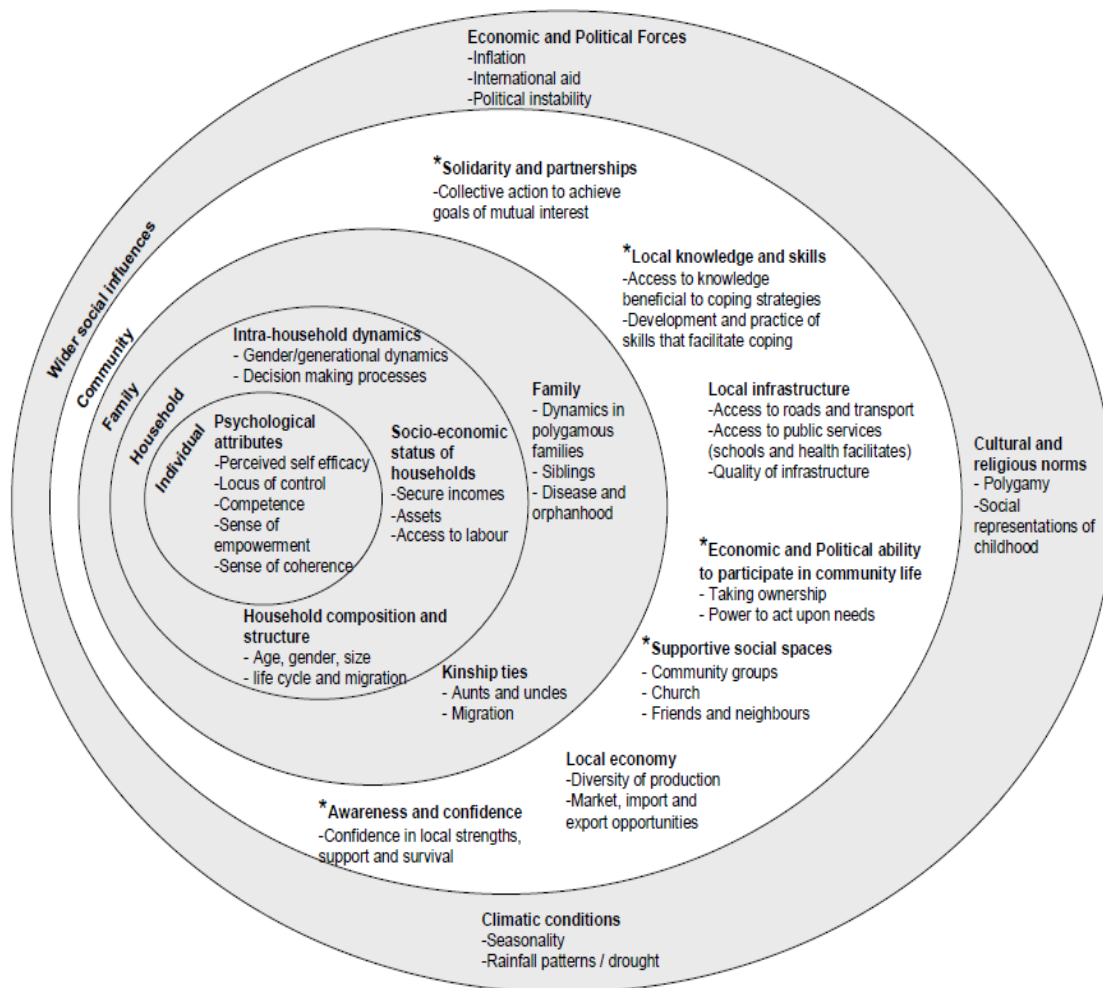 Economic and Political Forces
-Inflation
-International aid
-Political instability
*Solidarity and partnerships
-Collective action to achieve
goals of mutual interest
*Local knowledge and skills
-Access to knowledge
beneficial to coping strategies
-Development and practice of
skills that facilitate coping
Wider social influences
Community
Family
Household
Individual
Intra-household dynamics
- Gender/generational dynamics
- Decision making processes
Psychological
attributes
-Perceived self efficacy
-Locus of control
-Competence
-Sense of
empowerment
-Sense of coherence
Socio-economic
status of
households
-Secure incomes
-Assets
-Access to labour
Family
- Dynamics in
polygamous
families
- Siblings
- Disease and
orphanhood
Local infrastructure
-Access to roads and transport
-Access to public services
(schools and health facilitates)
-Quality of infrastructure
Cultural and
religious norms
- Polygamy
-Social
representations of
childhood
*Economic and Political ability
to participate in community life
- Taking ownership
- Power to act upon needs
Household composition and
structure
- Age, gender, size
- life cycle and migration
Kinship ties
- Aunts and uncles
- Migration
*Supportive social spaces
- Community groups
- Church
- Friends and neighbours
Local economy
-Diversity of production
-Market, import and
export opportunities
*Awareness and confidence
-Confidence in local strengths,
support and survival
Climatic conditions
-Seasonality
-Rainfall patterns / drought